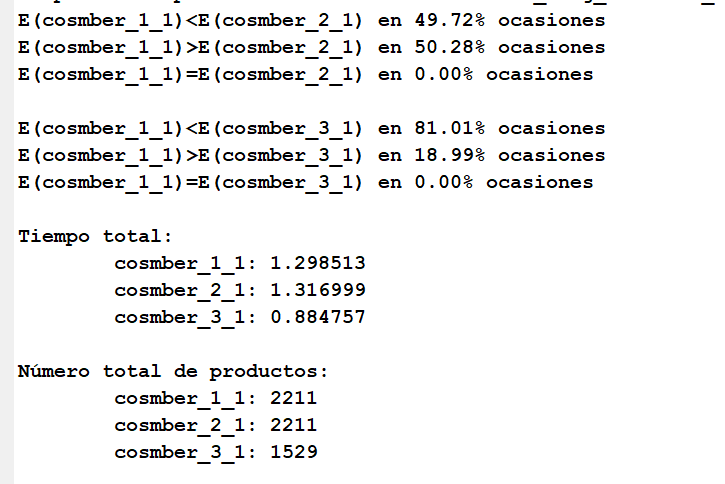 E(cosmber_1_1)<E(cosmber_2_1) en 49.72% ocasiones
E(cosmber_1_1)>E(cosmber_2_1) en 50.28% ocasiones
E(cosmber_1_1)=E(cosmber_2_1) en 0.00% ocasiones
E(cosmber_1_1)<E(cosmber_3_1) en 81.01% ocasiones
E(cosmber_1_1)>E(cosmber_3_1) en 18.99% ocasiones
E(cosmber_1_1)=E(cosmber_3_1) en 0.00% ocasiones
Tiempo total:
cosmber_1_1: 1.298513
cosmber_2_1: 1.316999
cosmber_3_1: 0.884757
Número total de productos:
cosmber_1_1: 2211
cosmber_2_1: 2211
cosmber_3_1: 1529